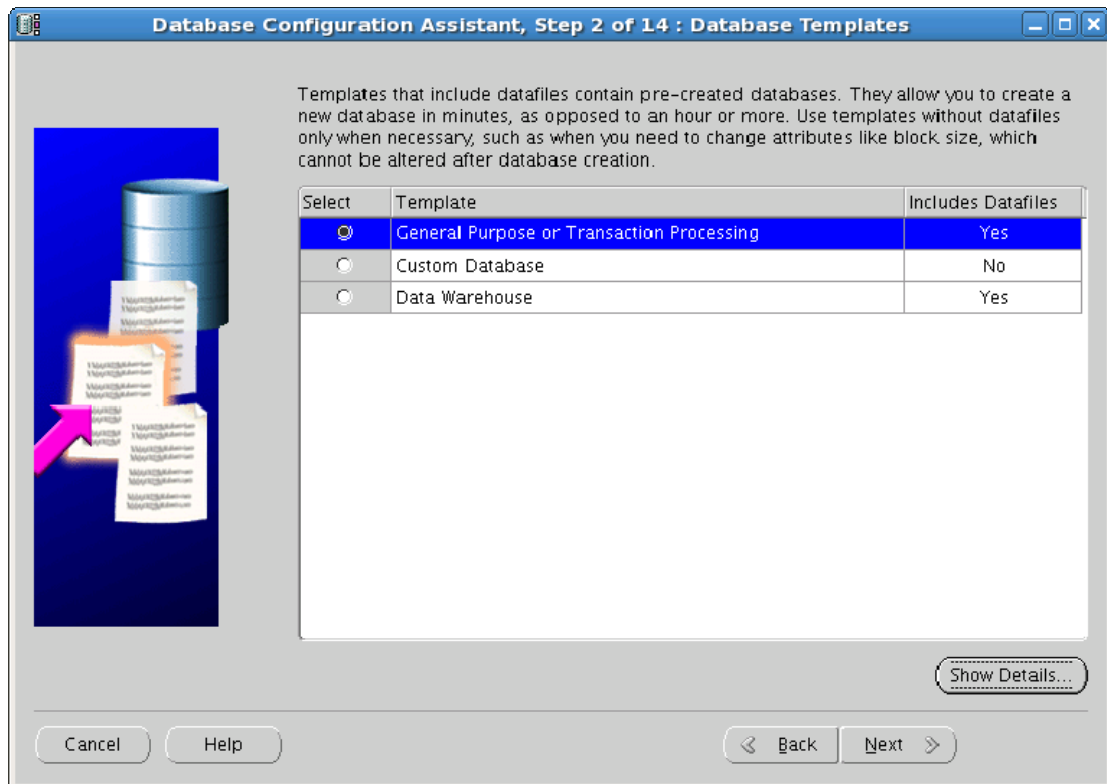 Database Configuration Assistant, Step 2 of 14 : Database Templates
Templates that include datafiles contain pre-created databases. They allow you to create a
new database in minutes, as opposed to an hour or more. Use templates without datafiles
only when necessary, such as when you need to change attributes like block size, which
cannot be altered after database creation.
Select Template Includes Datafiles
General Purpose or Transaction Processing Yes
Custom Database No
Data Warehouse Yes
Show Details...
Cancel Help Back Next